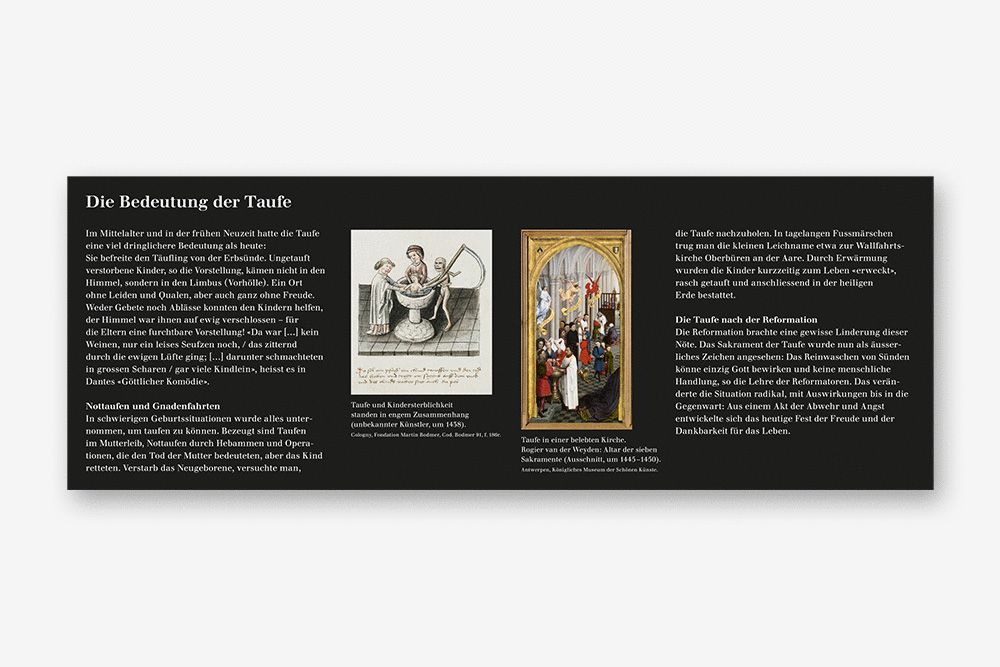 Die Bedeutung der Taufe
Im Mittelalter und in der frühen Neuzeit hatte die Taufe
eine viel dringlichere Bedeutung als heute:
Sie befreite den Täufling von der Erbsünde. Ungetauft
verstorbene Kinder, so die Vorstellung, kämen nicht in den
Himmel, sondern in den Limbus (Vorhölle). Ein Ort
ohne Leiden und Qualen, aber auch ganz ohne Freude.
Weder Gebete noch Ablässe konnten den Kindern helfen,
der Himmel war ihnen auf ewig verschlossen – für
die Eltern eine furchtbare Vorstellung! «Da war […] kein
Weinen, nur ein leises Seufzen noch, / das zitternd
durch die ewigen Lüfte ging; […] darunter schmachteten
in grossen Scharen / gar viele Kindlein», heisst es in
Dantes «Göttlicher Komödie».
Nottaufen und Gnadenfahrten
In schwierigen Geburtssituationen wurde alles unter-
nommen, um taufen zu können. Bezeugt sind Taufen
im Mutterleib, Nottaufen durch Hebammen und Opera-
tionen, die den Tod der Mutter bedeuteten, aber das Kind
retteten. Verstarb das Neugeborene, versuchte man,
Taufe und Kindersterblichkeit
standen in engem Zusammenhang
(unbekannter Künstler, um 1458).
Cologny, Fondation Martin Bodmer, Cod. Bodmer 91, f. 186r.
Taufe in einer belebten Kirche.
Rogier van der Weyden: Altar der sieben
Sakramente (Ausschnitt, um 1445–1450).
Antwerpen, Königliches Museum der Schönen Künste.
die Taufe nachzuholen. In tagelangen Fussmärschen
trug man die kleinen Leichname etwa zur Wallfahrts-
kirche Oberbüren an der Aare. Durch Erwärmung
wurden die Kinder kurzzeitig zum Leben «erweckt»,
rasch getauft und anschliessend in der heiligen
Erde bestattet.
Die Taufe nach der Reformation
Die Reformation brachte eine gewisse Linderung dieser
Nöte. Das Sakrament der Taufe wurde nun als äusser-
liches Zeichen angesehen: Das Reinwaschen von Sünden
könne einzig Gott bewirken und keine menschliche
Handlung, so die Lehre der Reformatoren. Das verän-
derte die Situation radikal, mit Auswirkungen bis in die
Gegenwart: Aus einem Akt der Abwehr und Angst
entwickelte sich das heutige Fest der Freude und der
Dankbarkeit für das Leben.